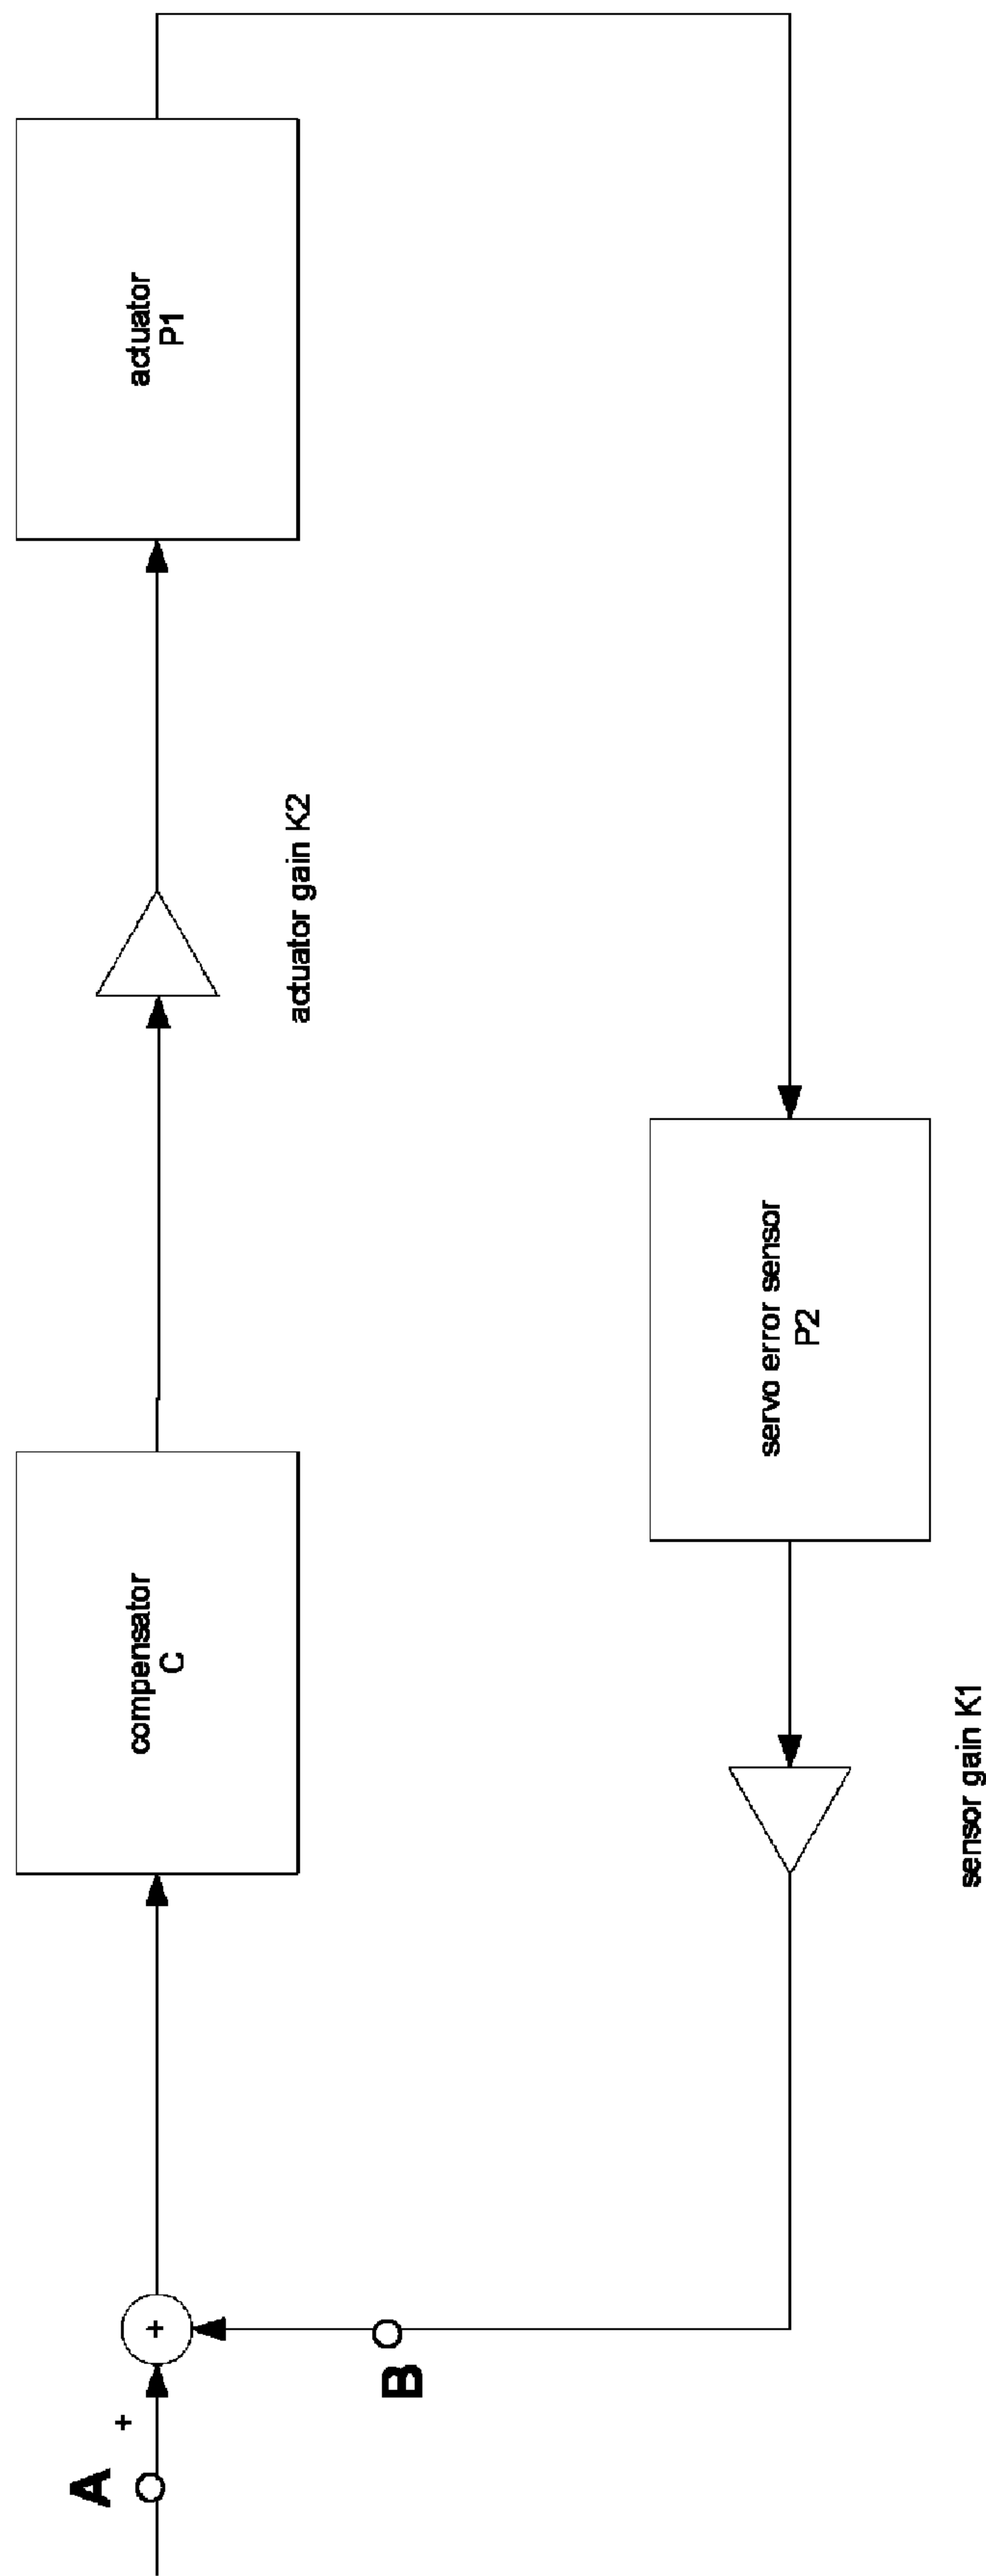 A
+
+
B
compensator
C
actuator gain K2
actuator
P1
sensor gain K1
servo error sensor
P2